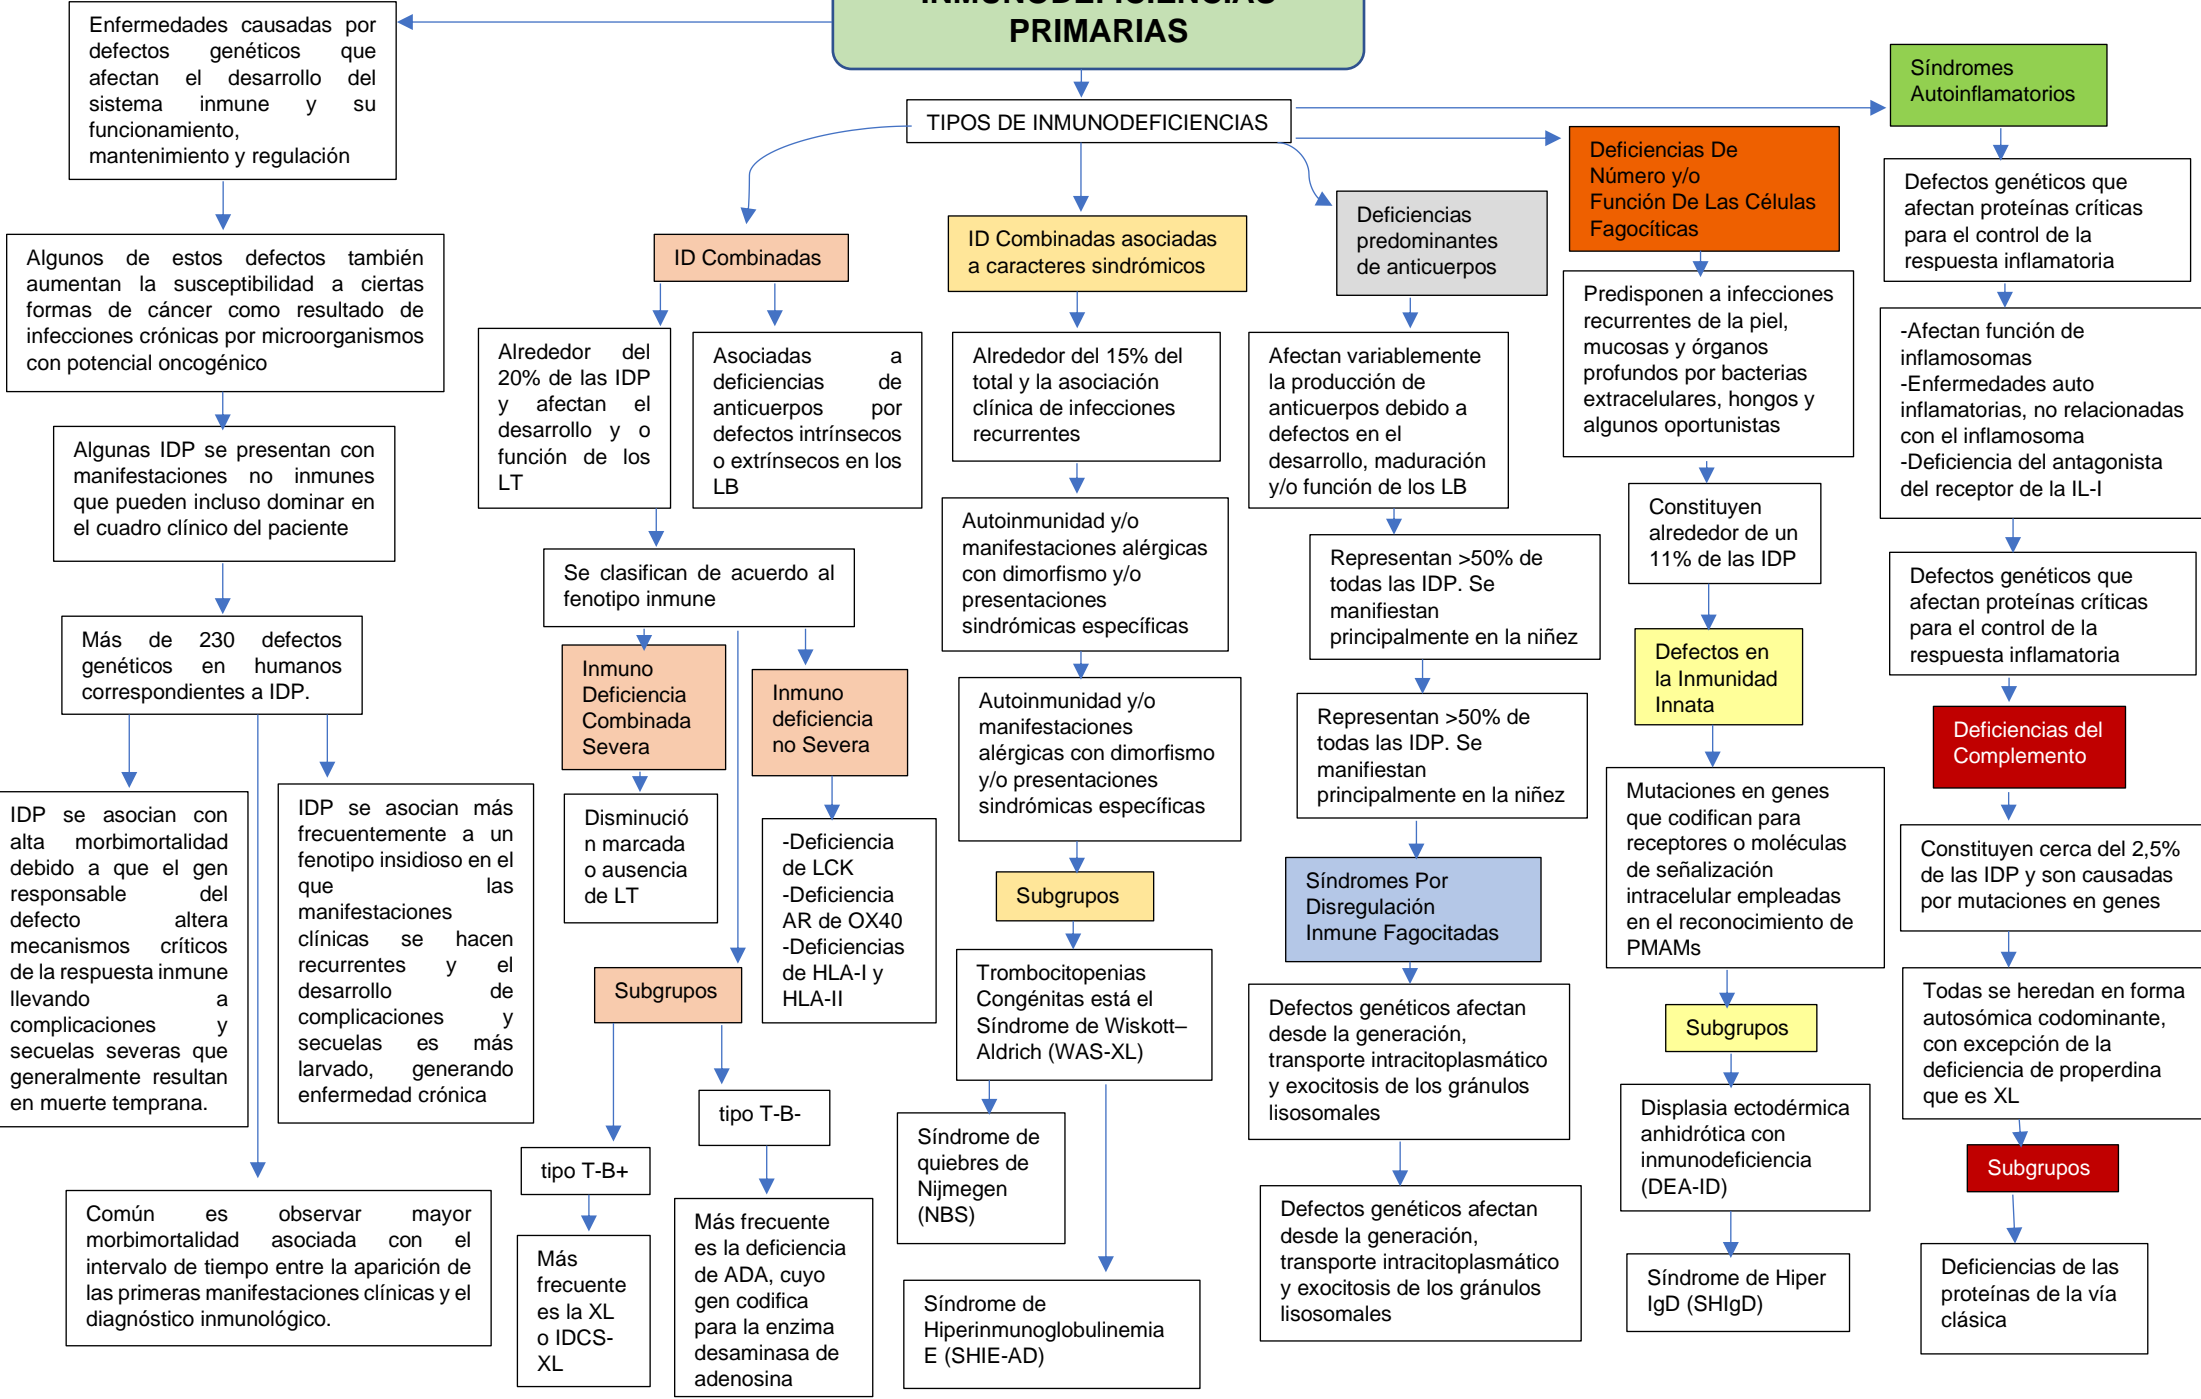 INMUNODEFICIENCIAS
PRIMARIAS
Enfermedades causadas por
defectos genéticos que
afectan el desarrollo del
sistema inmune y su
funcionamiento,
mantenimiento y regulación
Algunos de estos defectos también
aumentan la susceptibilidad a ciertas
formas de cáncer como resultado de
infecciones crónicas por microorganismos
con potencial oncogénico
Algunas IDP se presentan con
manifestaciones no inmunes
que pueden incluso dominar en
el cuadro clínico del paciente
Más de 230 defectos
genéticos en humanos
correspondientes a IDP.
IDP se asocian con
alta morbimortalidad
debido a que el gen
responsable del
defecto altera
mecanismos críticos
de la respuesta inmune
llevando a
complicaciones y
secuelas severas que
generalmente resultan
en muerte temprana.
IDP se asocian más
frecuentemente a un
fenotipo insidioso en el
que las
manifestaciones
clínicas se hacen
recurrentes y el
desarrollo de
complicaciones y
secuelas es más
larvado, generando
enfermedad crónica
Común es observar mayor
morbimortalidad asociada con el
intervalo de tiempo entre la aparición de
las primeras manifestaciones clínicas y el
diagnóstico inmunológico.
TIPOS DE INMUNODEFICIENCIAS
ID Combinadas
Alrededor del
20% de las IDP
y afectan el
desarrollo y o
función de los
LT
Asociadas a
deficiencias de
anticuerpos por
defectos intrínsecos
o extrínsecos en los
LB
Se clasifican de acuerdo al
fenotipo inmune
Inmuno
Deficiencia
Combinada
Severa
Inmuno
deficiencia
no Severa
Disminució
n marcada
o ausencia
de LT
-Deficiencia
de LCK
-Deficiencia
AR de OX40
-Deficiencias
de HLA-I y
HLA-II
Subgrupos
tipo T-B+
tipo T-B-
Más
frecuente
es la XL
o IDCS-
XL
Más frecuente
es la deficiencia
de ADA, cuyo
gen codifica
para la enzima
desaminasa de
adenosina
ID Combinadas asociadas
a caracteres sindrómicos
Alrededor del 15% del
total y la asociación
clínica de infecciones
recurrentes
Autoinmunidad y/o
manifestaciones alérgicas
con dimorfismo y/o
presentaciones
sindrómicas específicas
Autoinmunidad y/o
manifestaciones
alérgicas con dimorfismo
y/o presentaciones
sindrómicas específicas
Subgrupos
Trombocitopenias
Congénitas está el
Síndrome de Wiskott–
Aldrich (WAS-XL)
Síndrome de
quiebres de
Nijmegen
(NBS)
Síndrome de
Hiperinmunoglobulinemia
E (SHIE-AD)
Deficiencias
predominantes
de anticuerpos
Afectan variablemente
la producción de
anticuerpos debido a
defectos en el
desarrollo, maduración
y/o función de los LB
Representan >50% de
todas las IDP. Se
manifiestan
principalmente en la niñez
Representan >50% de
todas las IDP. Se
manifiestan
principalmente en la niñez
Síndromes Por
Disregulación
Inmune Fagocitadas
Defectos genéticos afectan
desde la generación,
transporte intracitoplasmático
y exocitosis de los gránulos
lisosomales
Defectos genéticos afectan
desde la generación,
transporte intracitoplasmático
y exocitosis de los gránulos
lisosomales
Deficiencias De
Número y/o
Función De Las Células
Fagocíticas
Predisponen a infecciones
recurrentes de la piel,
mucosas y órganos
profundos por bacterias
extracelulares, hongos y
algunos oportunistas
Constituyen
alrededor de un
11% de las IDP
Defectos en
la Inmunidad
Innata
Mutaciones en genes
que codifican para
receptores o moléculas
de señalización
intracelular empleadas
en el reconocimiento de
PMAMs
Subgrupos
Displasia ectodérmica
anhidrótica con
inmunodeficiencia
(DEA-ID)
Síndrome de Hiper
IgD (SHIgD)
Síndromes
Autoinflamatorios
Defectos genéticos que
afectan proteínas críticas
para el control de la
respuesta inflamatoria
-Afectan función de
inflamosomas
-Enfermedades auto
inflamatorias, no relacionadas
con el inflamosoma
-Deficiencia del antagonista
del receptor de la IL-I
Defectos genéticos que
afectan proteínas críticas
para el control de la
respuesta inflamatoria
Deficiencias del
Complemento
Constituyen cerca del 2,5%
de las IDP y son causadas
por mutaciones en genes
Todas se heredan en forma
autosómica codominante,
con excepción de la
deficiencia de properdina
que es XL
Subgrupos
Deficiencias de las
proteínas de la vía
clásica